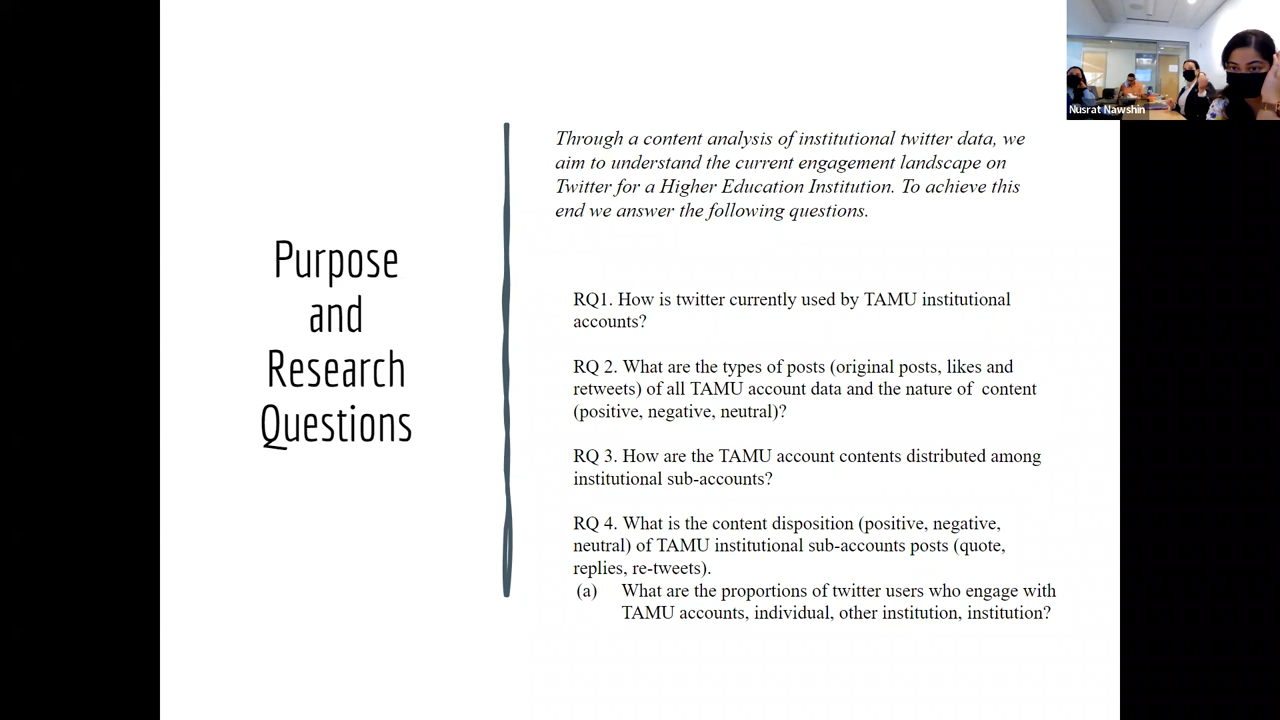 Purpose
and
Research
Questions
Through a content analysis of institutional twitter data, we
aim to understand the current engagement landscape on
Twitter for a Higher Education Institution. To achieve this
end we answer the following questions.
RQ1. How is twitter currently used by TAMU institutional
accounts?
RQ 2. What are the types of posts (original posts, likes and
retweets) of all TAMU account data and the nature of  content
(positive, negative, neutral)?
RQ 3. How are the TAMU account contents distributed among
institutional sub-accounts?
RQ 4. What is the content disposition (positive, negative,
neutral) of TAMU institutional sub-accounts posts (quote,
replies, re-tweets).
(a) What are the proportions of twitter users who engage with
TAMU accounts, individual, other institution, institution?
Nusrat Nawshin